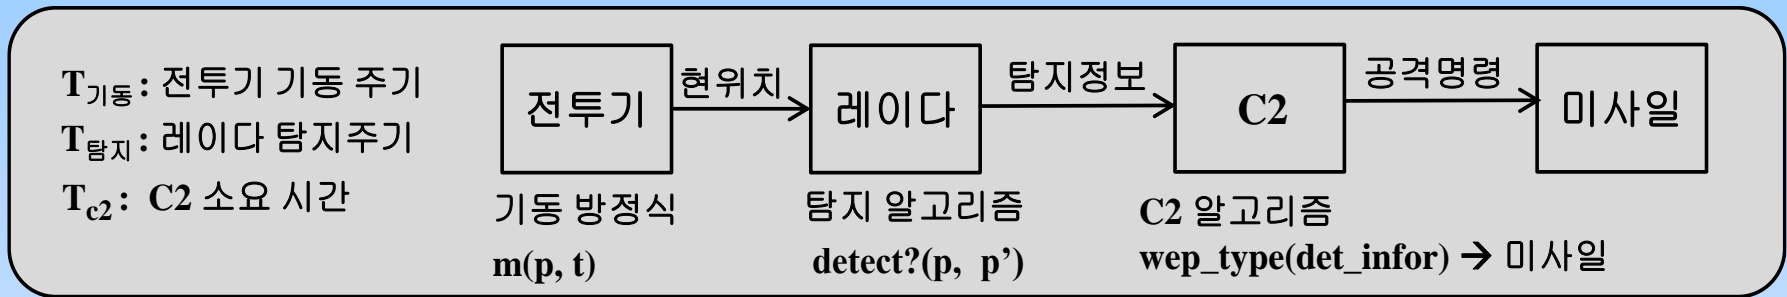 T기동 : 전투기 기동 주기
T탐지 : 레이다 탐지주기
Tc2 : C2 소요 시간
전투기
현위치
레이다
탐지정보
C2
공격명령
미사일
기동 방정식
m(p, t)
탐지 알고리즘
detect?(p, p’)
C2 알고리즘
wep_type(det_infor) → 미사일